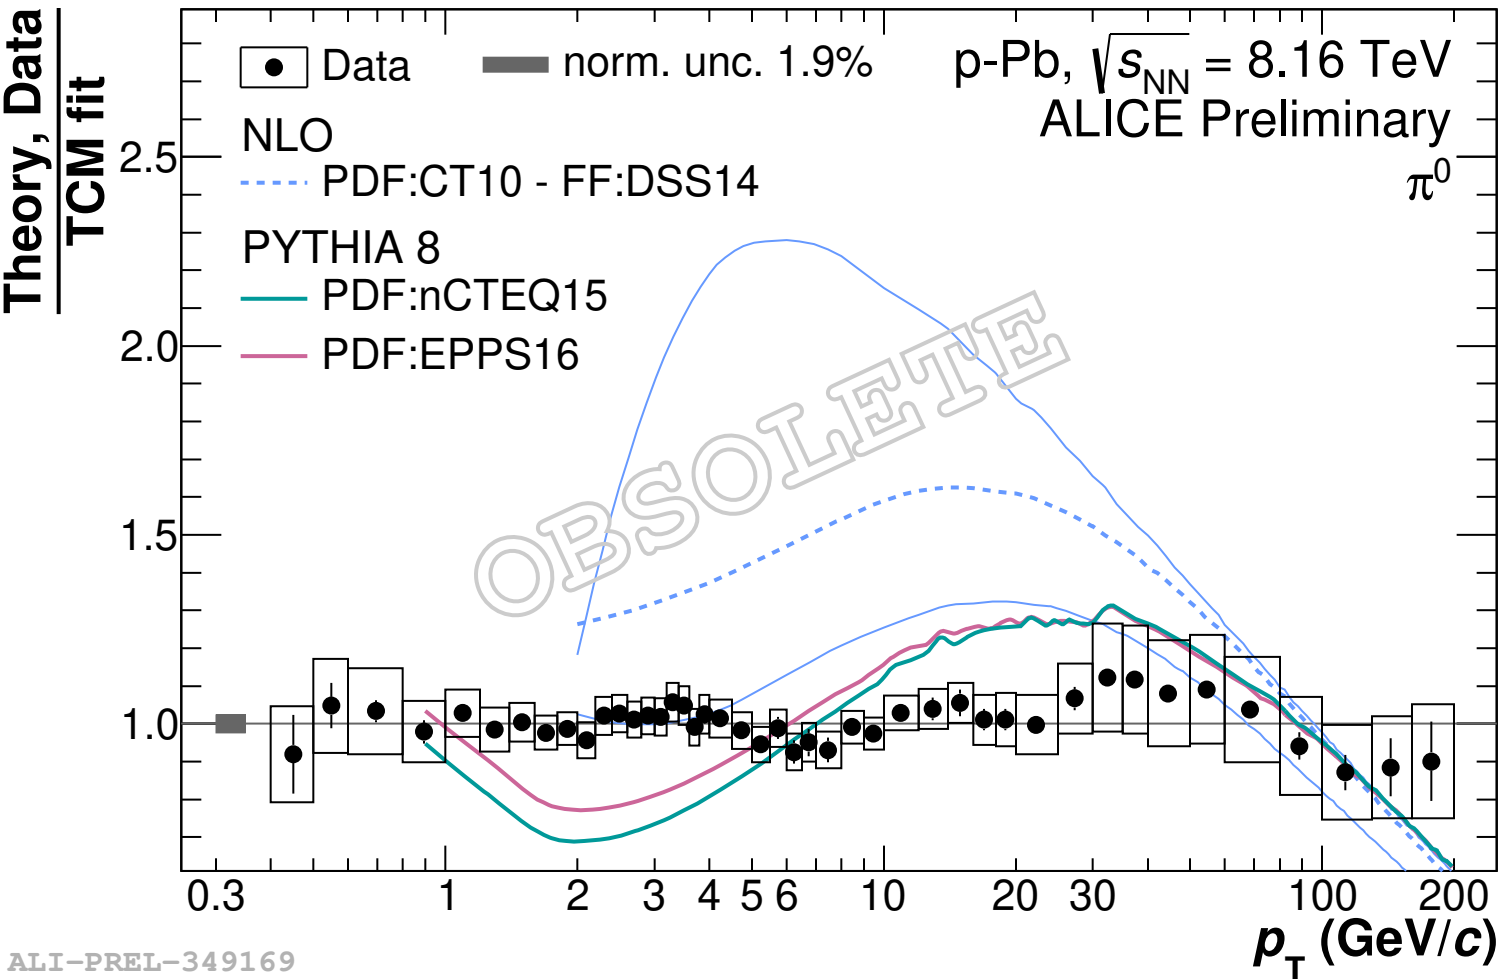 Theory, Data
TCM fit
Data
norm. unc. 1.9%
p-Pb, √sNN = 8.16 TeV
ALICE Preliminary
π0
NLO
PDF:CT10 - FF:DSS14
PYTHIA 8
PDF:nCTEQ15
PDF:EPPS16
OBSOLETE
2.5
2.0
1.5
1.0
0.3 1 2 3 4 5 6 10 20 30 100 200
pT (GeV/c)
ALI-PREL-349169